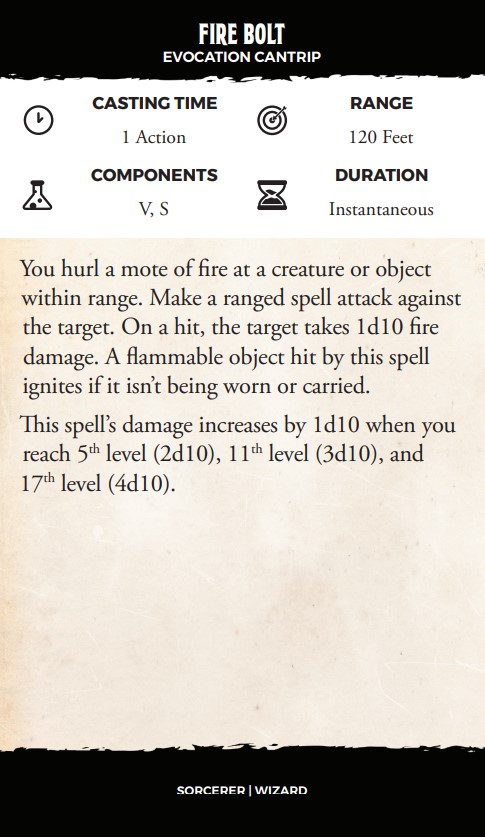 FIRE BOLT
EVOCATION CANTRIP
CASTING TIME
1 Action
RANGE
120 Feet
COMPONENTS
V, S
DURATION
Instantaneous
You hurl a mote of fire at a creature or object
within range. Make a ranged spell attack against
the target. On a hit, the target takes 1d10 fire
damage. A flammable object hit by this spell
ignites if it isn’t being worn or carried.
This spell’s damage increases by 1d10 when you
reach 5th level (2d10), 11th level (3d10), and
17th level (4d10).
SORCERER | WIZARD